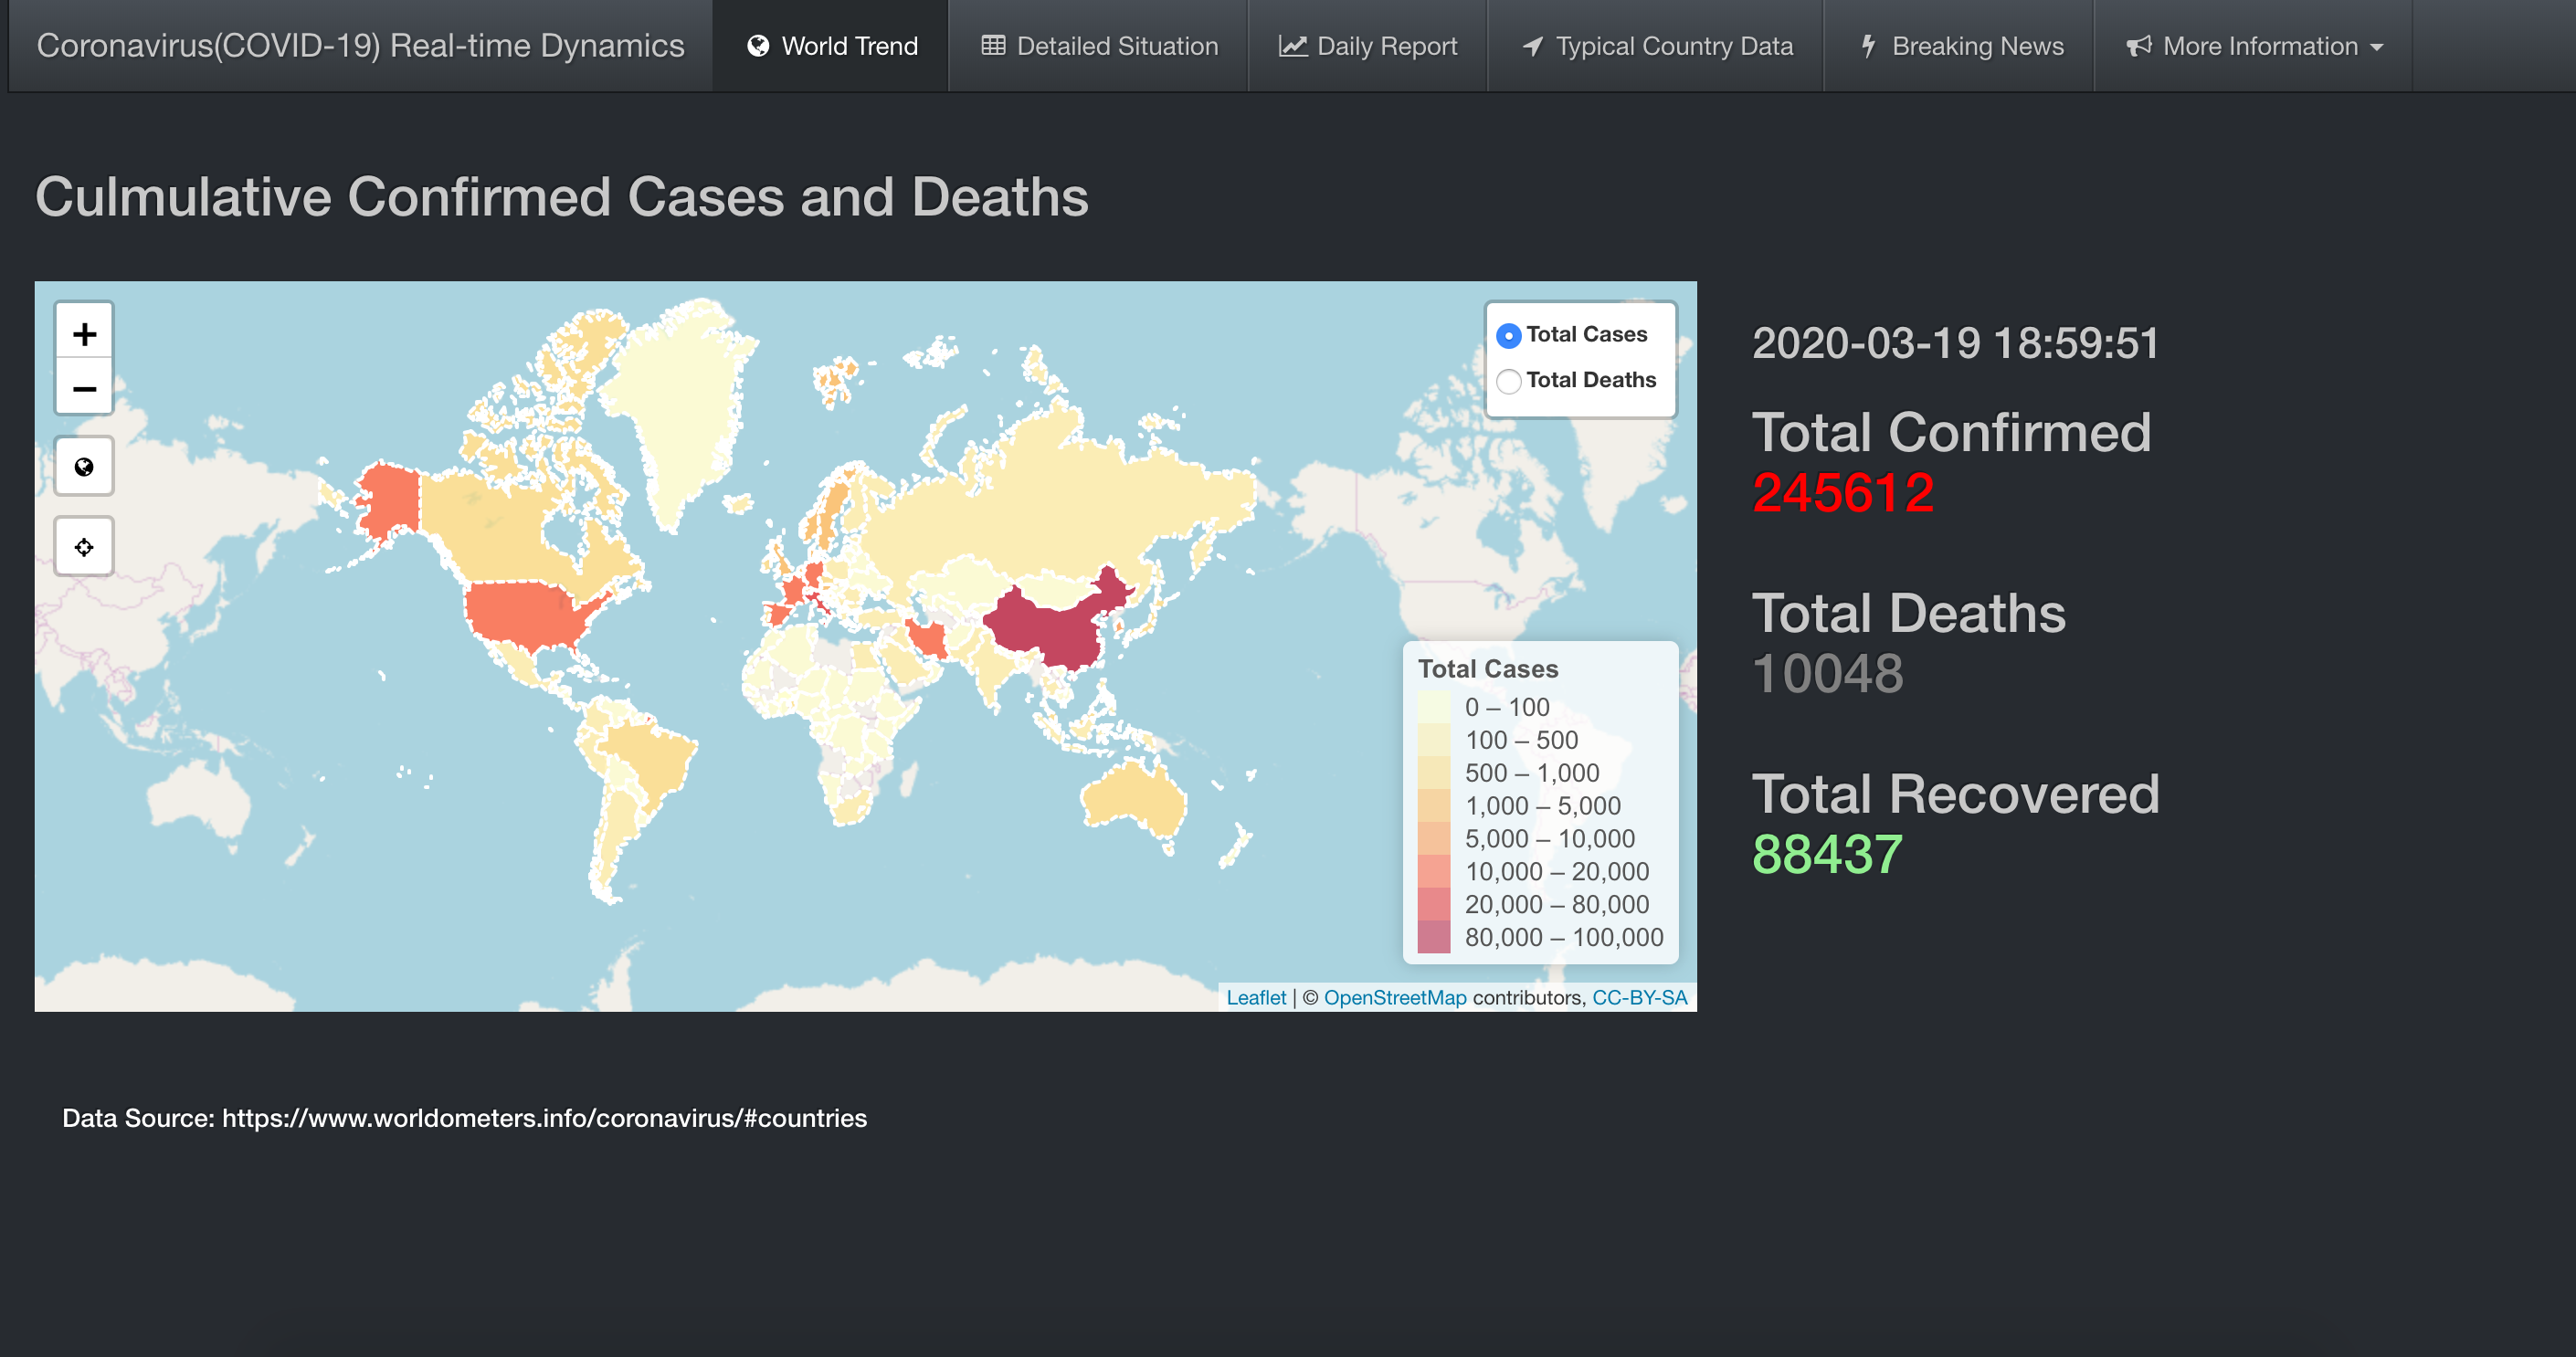 Coronavirus(COVID-19) Real-time Dynamics
World Trend
Detailed Situation
Daily Report
Typical Country Data
Breaking News
More Information
Culmulative Confirmed Cases and Deaths
+
−
Total Cases
Total Deaths
Total Cases
0 – 100
100 – 500
500 – 1,000
1,000 – 5,000
5,000 – 10,000
10,000 – 20,000
20,000 – 80,000
80,000 – 100,000
Leaflet | © OpenStreetMap contributors, CC-BY-SA
2020-03-19 18:59:51
Total Confirmed
245612
Total Deaths
10048
Total Recovered
88437
Data Source: https://www.worldometers.info/coronavirus/#countries